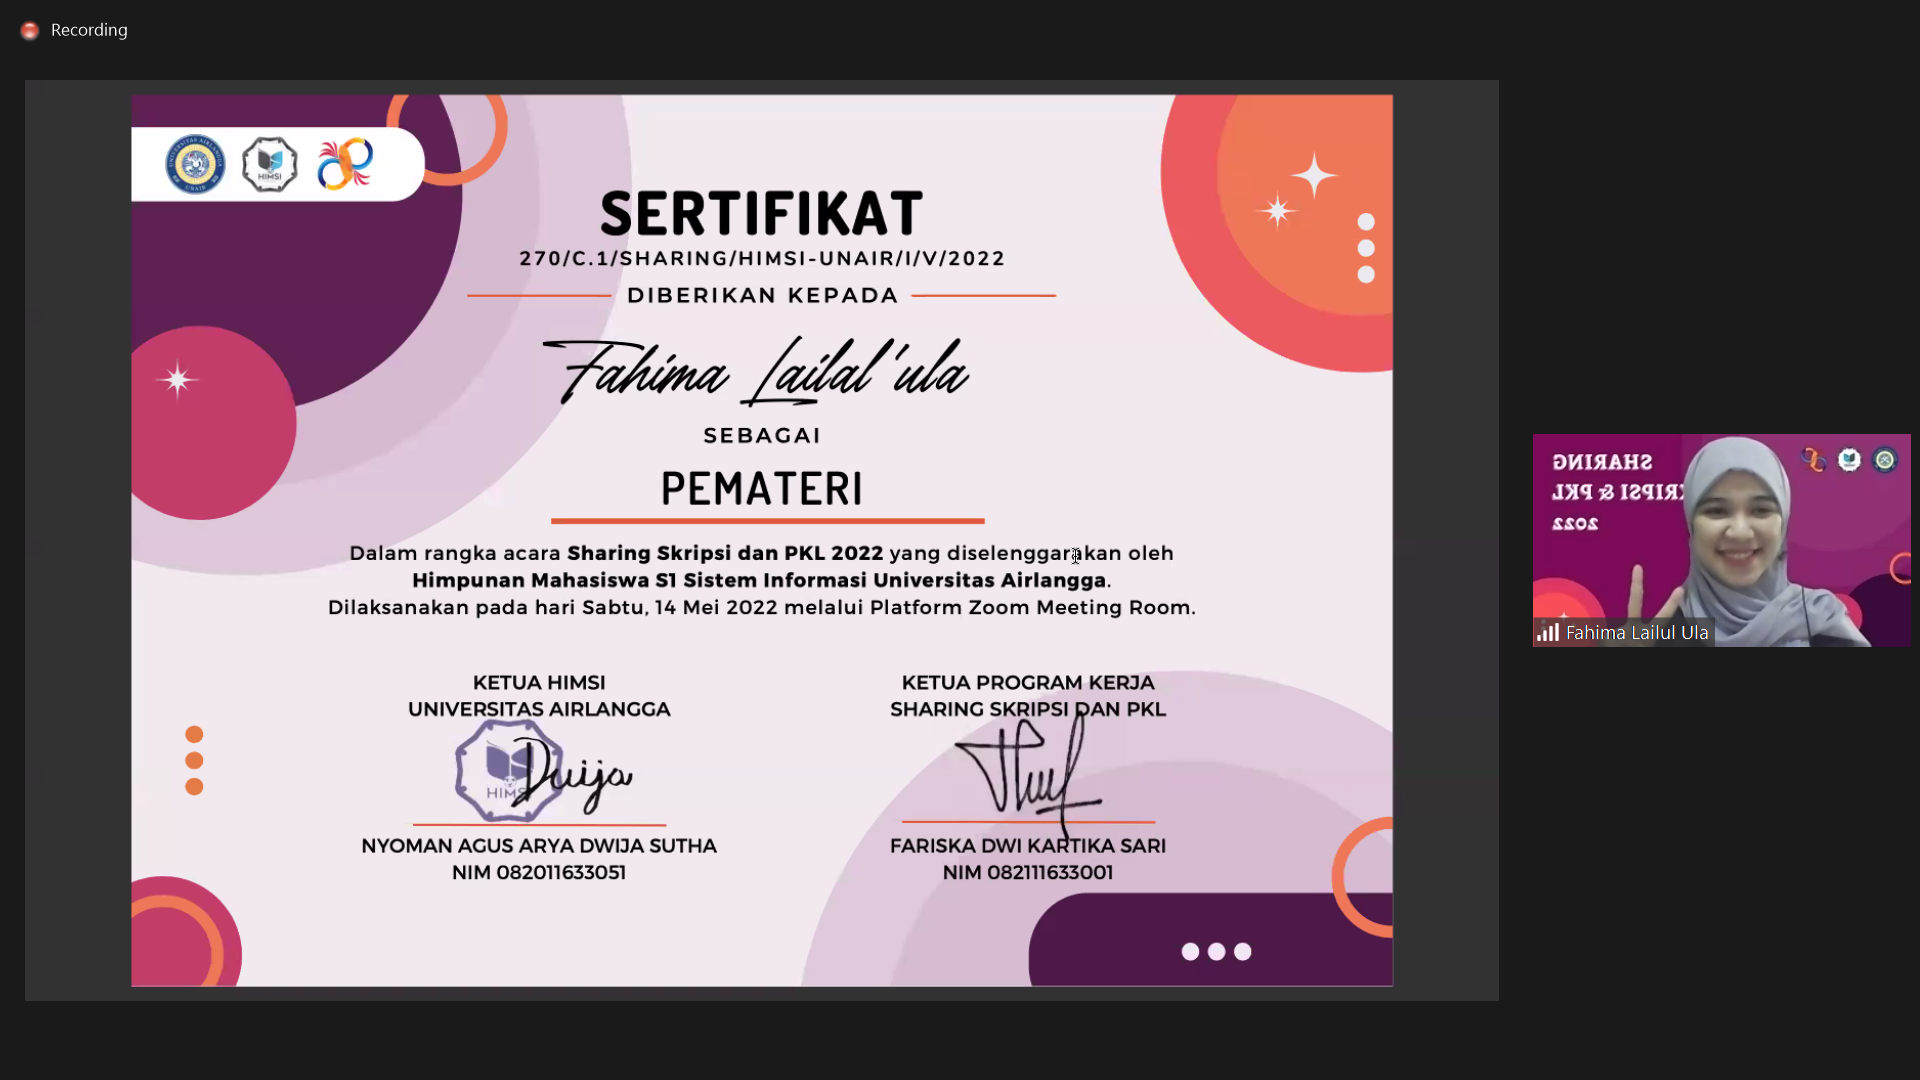 Recording
UNIVERSITAS AIRLANGGA
UNAIR
HIMSI
SERTIFIKAT
270/C.1/SHARING/HIMSI-UNAIR/I/V/2022
DIBERIKAN KEPADA
Fahima Lailal'ula
SEBAGAI
PEMATERI
Dalam rangka acara Sharing Skripsi dan PKL 2022 yang diselenggarakan oleh
Himpunan Mahasiswa S1 Sistem Informasi Universitas Airlangga.
Dilaksanakan pada hari Sabtu, 14 Mei 2022 melalui Platform Zoom Meeting Room.
KETUA HIMSI
UNIVERSITAS AIRLANGGA
HIMSI
Dwija
NYOMAN AGUS ARYA DWIJA SUTHA
NIM 082011633051
KETUA PROGRAM KERJA
SHARING SKRIPSI DAN PKL
FARISKA DWI KARTIKA SARI
NIM 082111633001
SHARING
KRIPSI & PKL
2022
Fahima Lailul Ula